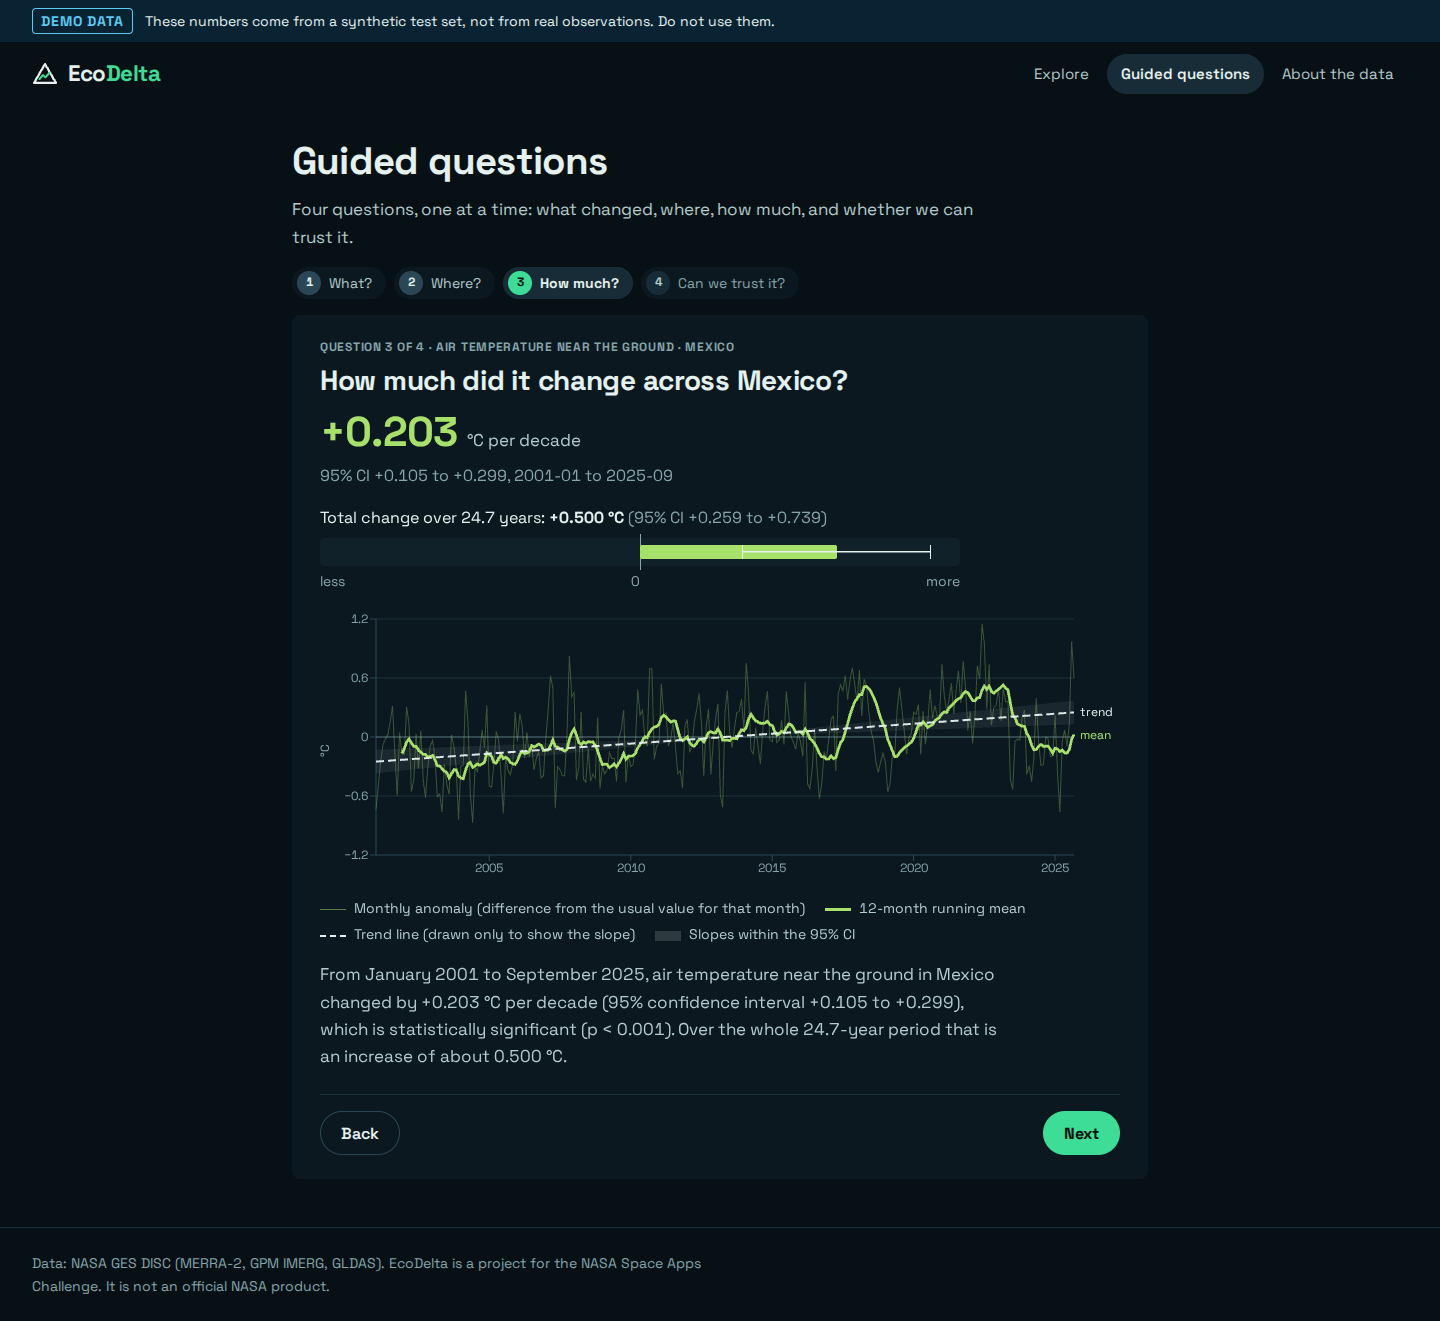 DEMO DATA These numbers come from a synthetic test set, not from real observations. Do not use them.
EcoDelta
Explore
Guided questions
About the data
Guided questions
Four questions, one at a time: what changed, where, how much, and whether we can
trust it.
1 What?
2 Where?
3 How much?
4 Can we trust it?
QUESTION 3 OF 4 · AIR TEMPERATURE NEAR THE GROUND · MEXICO
How much did it change across Mexico?
+0.203 °C per decade
95% CI +0.105 to +0.299, 2001-01 to 2025-09
Total change over 24.7 years: +0.500 °C (95% CI +0.259 to +0.739)
less 0 more
1.2
0.6
0
−0.6
−1.2
°C
trend
mean
2005 2010 2015 2020 2025
Monthly anomaly (difference from the usual value for that month) 12-month running mean
Trend line (drawn only to show the slope) Slopes within the 95% CI
From January 2001 to September 2025, air temperature near the ground in Mexico
changed by +0.203 °C per decade (95% confidence interval +0.105 to +0.299),
which is statistically significant (p < 0.001). Over the whole 24.7-year period that is
an increase of about 0.500 °C.
Back
Next
Data: NASA GES DISC (MERRA-2, GPM IMERG, GLDAS). EcoDelta is a project for the NASA Space Apps
Challenge. It is not an official NASA product.